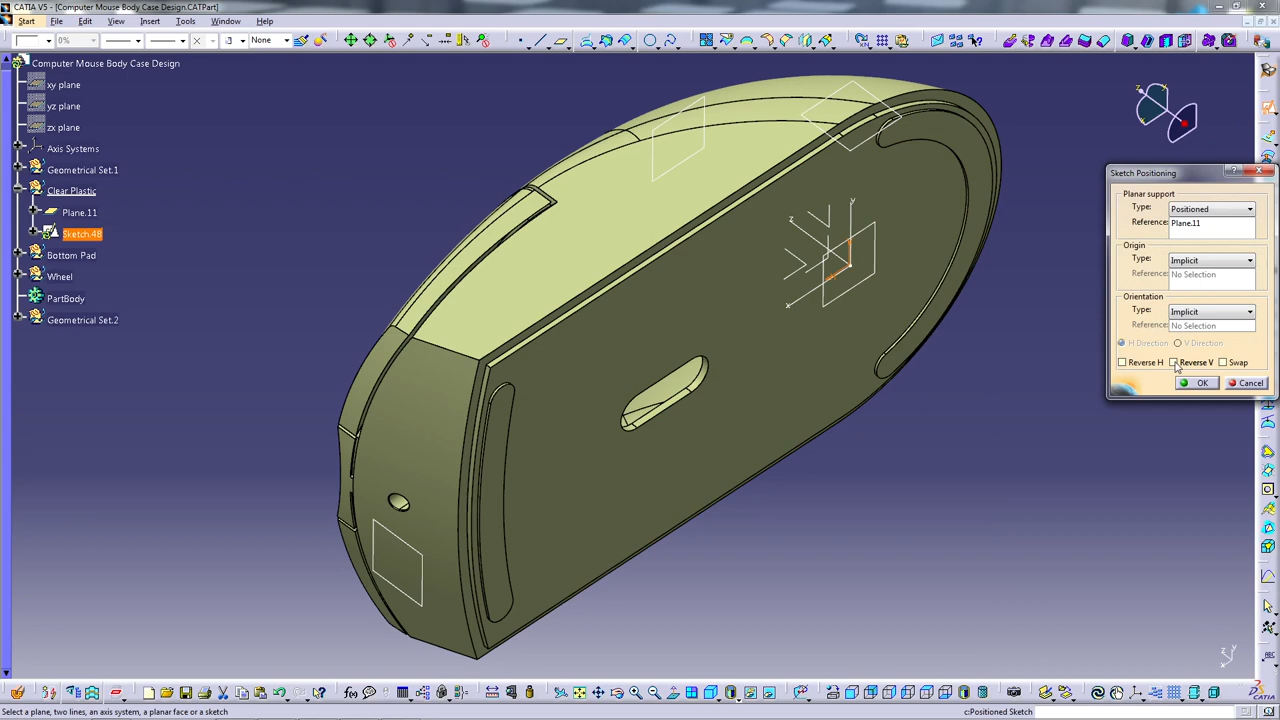 CATIA V5 - [Computer Mouse Body Case Design.CATPart]
Start File Edit View Insert Tools Window Help
0% None
Computer Mouse Body Case Design
xy plane
yz plane
zx plane
Axis Systems
Geometrical Set.1
Clear Plastic
Plane.11
Sketch.48
Bottom Pad
Wheel
PartBody
Geometrical Set.2
z
y
x
Sketch Positioning
Planar support
Type: Positioned
Reference: Plane.11
Origin
Type: Implicit
Reference: No Selection
Orientation
Type: Implicit
Reference: No Selection
H Direction V Direction
Reverse H Reverse V Swap
OK Cancel
f(x)
ABC
CATIA
Select a plane, two lines, an axis system, a planar face or a sketch
c:Positioned Sketch